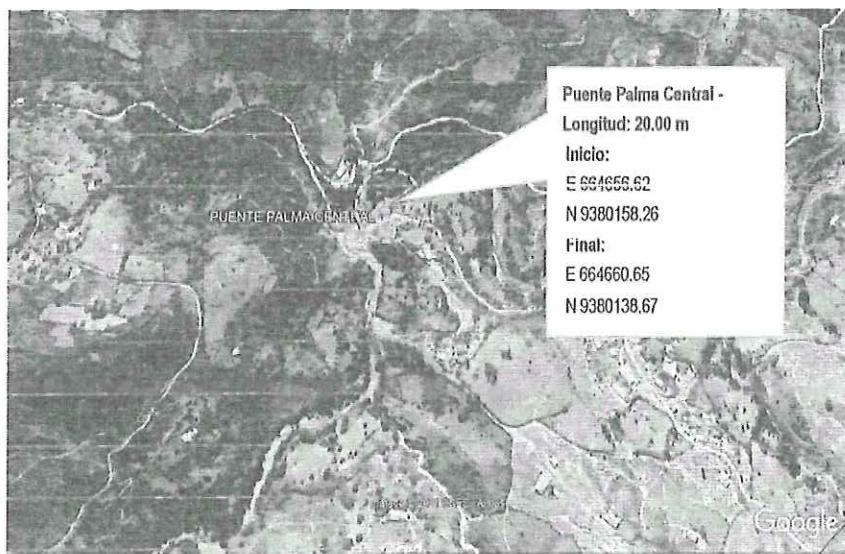 Puente Palma Central -
Longitud: 20.00 m
Inicio:
E 664656.62
N 9380158.26
Final:
E 664660.65
N 9380138.67
PUENTE PALMA CENTRAL
Google